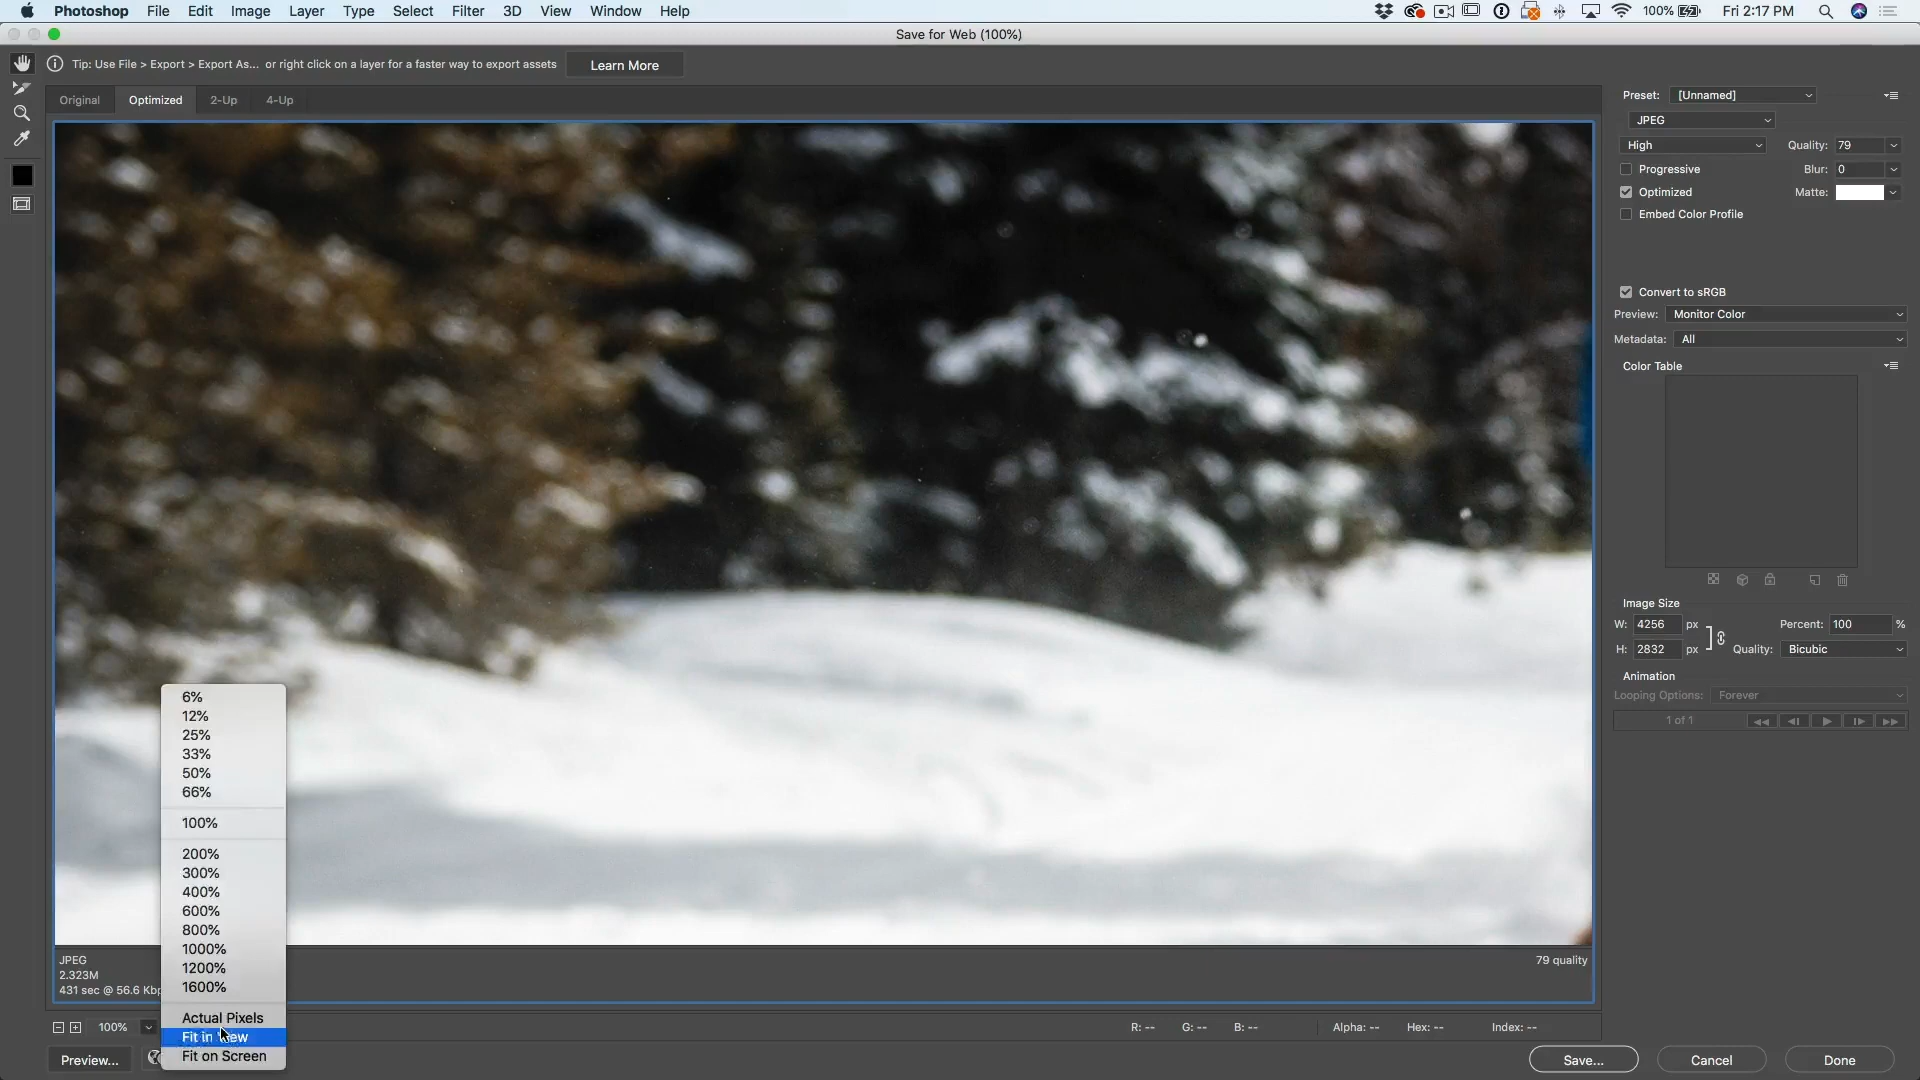 Photoshop File Edit Image Layer Type Select Filter 3D View Window Help 100% Fri 2:17 PM
Save for Web (100%)
Tip: Use File > Export > Export As... or right click on a layer for a faster way to export assets Learn More
Original Optimized 2-Up 4-Up
Preset: [Unnamed]
JPEG
High Quality: 79
Progressive Blur: 0
Optimized Matte:
Embed Color Profile
Convert to sRGB
Preview: Monitor Color
Metadata: All
Color Table
Image Size
W: 4256 px Percent: 100 %
H: 2832 px Quality: Bicubic
Animation
Looping Options: Forever
1 of 1
6%
12%
25%
33%
50%
66%
100%
200%
300%
400%
600%
800%
1000%
1200%
1600%
Actual Pixels
Fit in View
Fit on Screen
JPEG 79 quality
2.323M
431 sec @ 56.6 Kbp
100% R: -- G: -- B: -- Alpha: -- Hex: -- Index: --
Preview... Save... Cancel Done